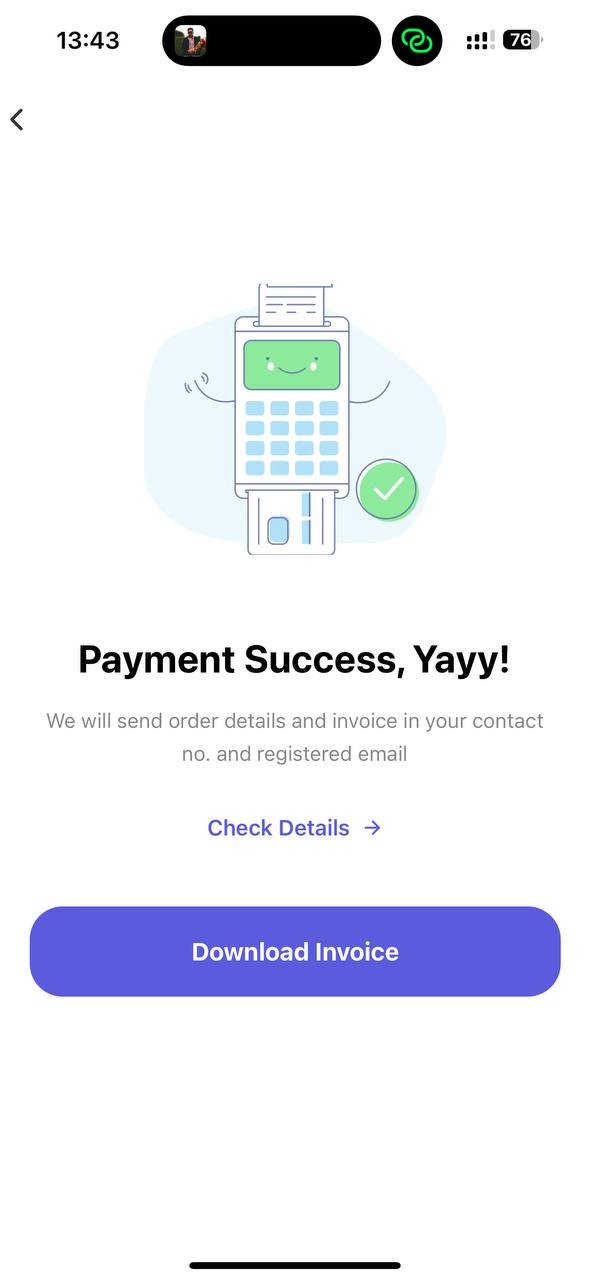 13:43
76
Payment Success, Yayy!
We will send order details and invoice in your contact
no. and registered email
Check Details →
Download Invoice